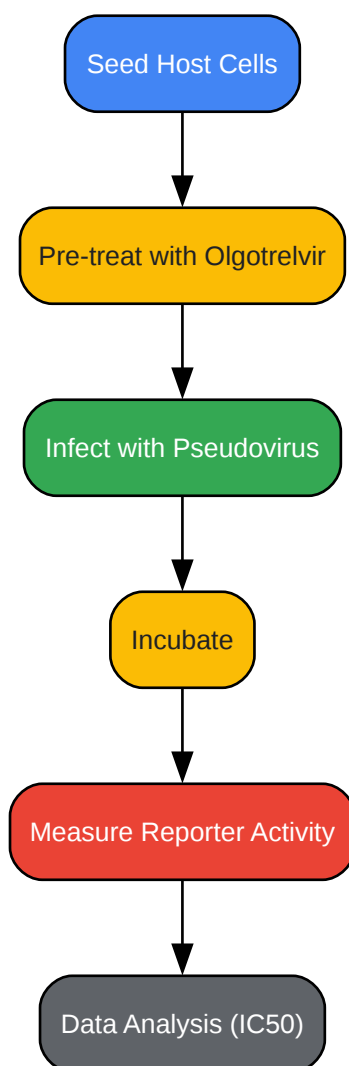 Seed Host Cells
Pre-treat with Olgotrelvir
Infect with Pseudovirus
Incubate
Measure Reporter Activity
Data Analysis (IC50)